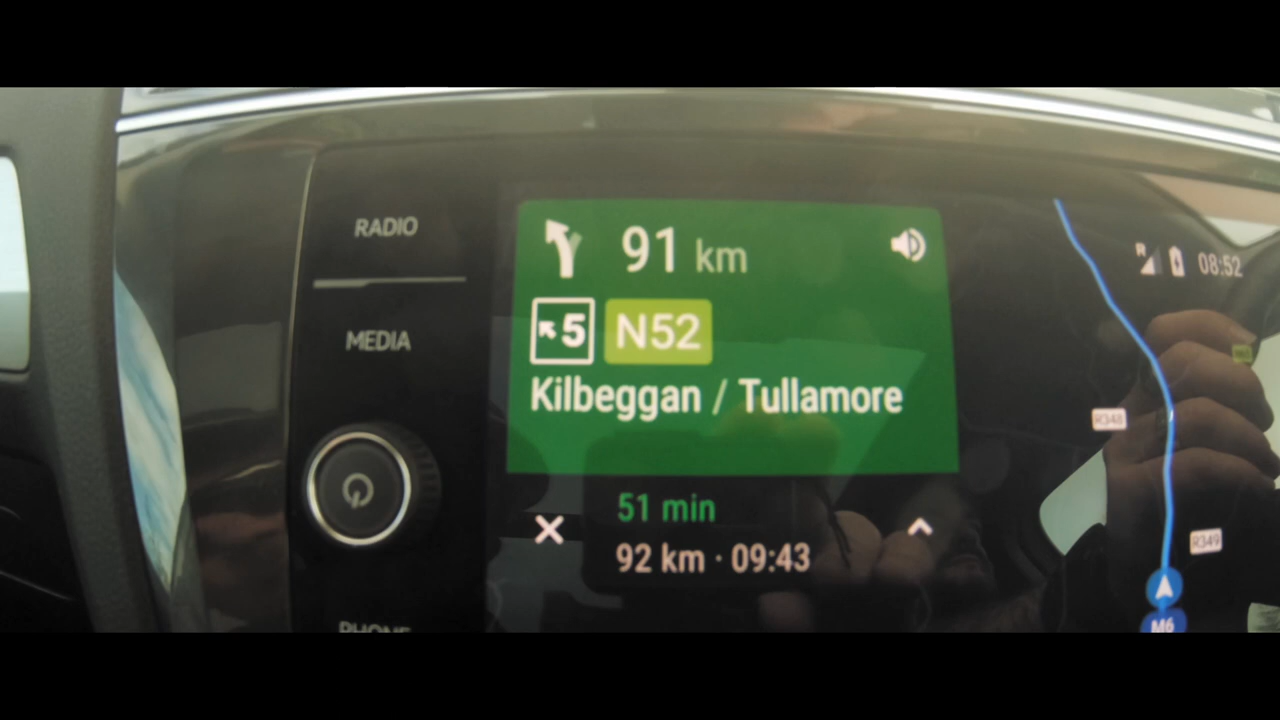 RADIO
MEDIA
PHONE
91 km
5 N52
Kilbeggan / Tullamore
51 min
92 km · 09:43
R 08:52
R348
R349
M6